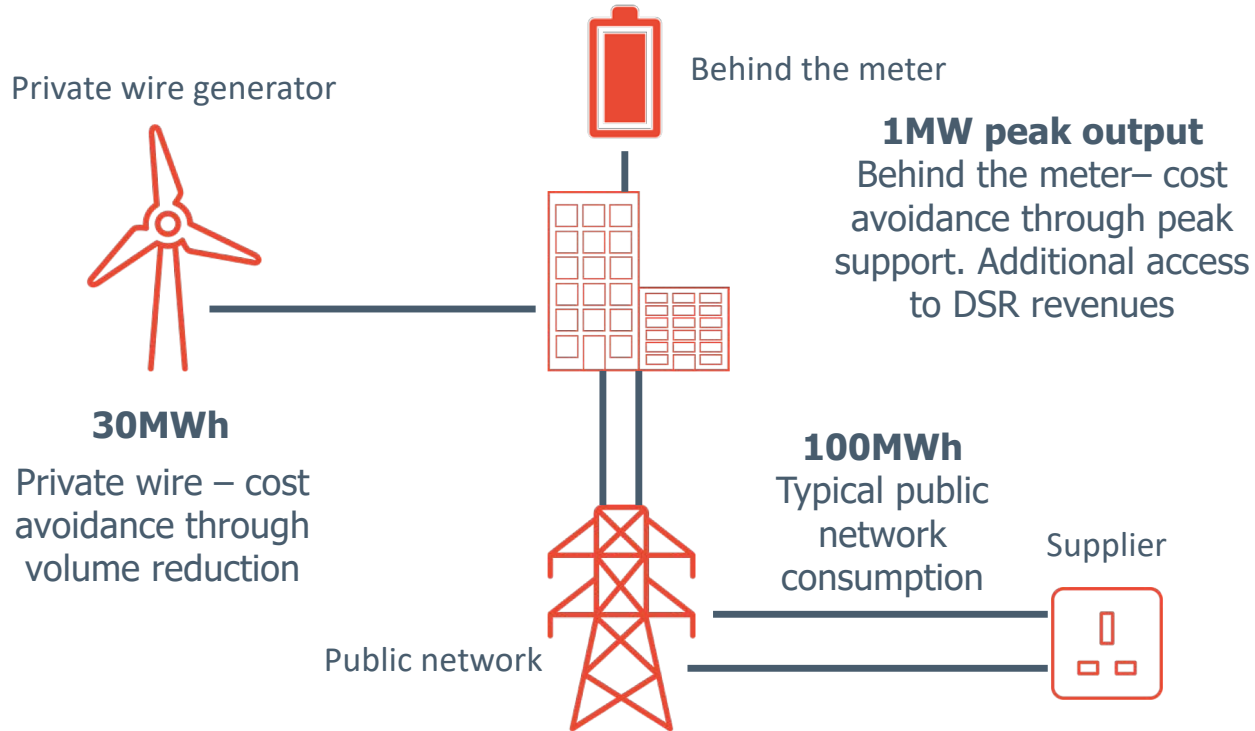 Private wire generator
Behind the meter
1MW peak output
Behind the meter– cost
avoidance through peak
support. Additional access
to DSR revenues
30MWh
Private wire – cost
avoidance through
volume reduction
100MWh
Typical public
network
consumption
Supplier
Public network